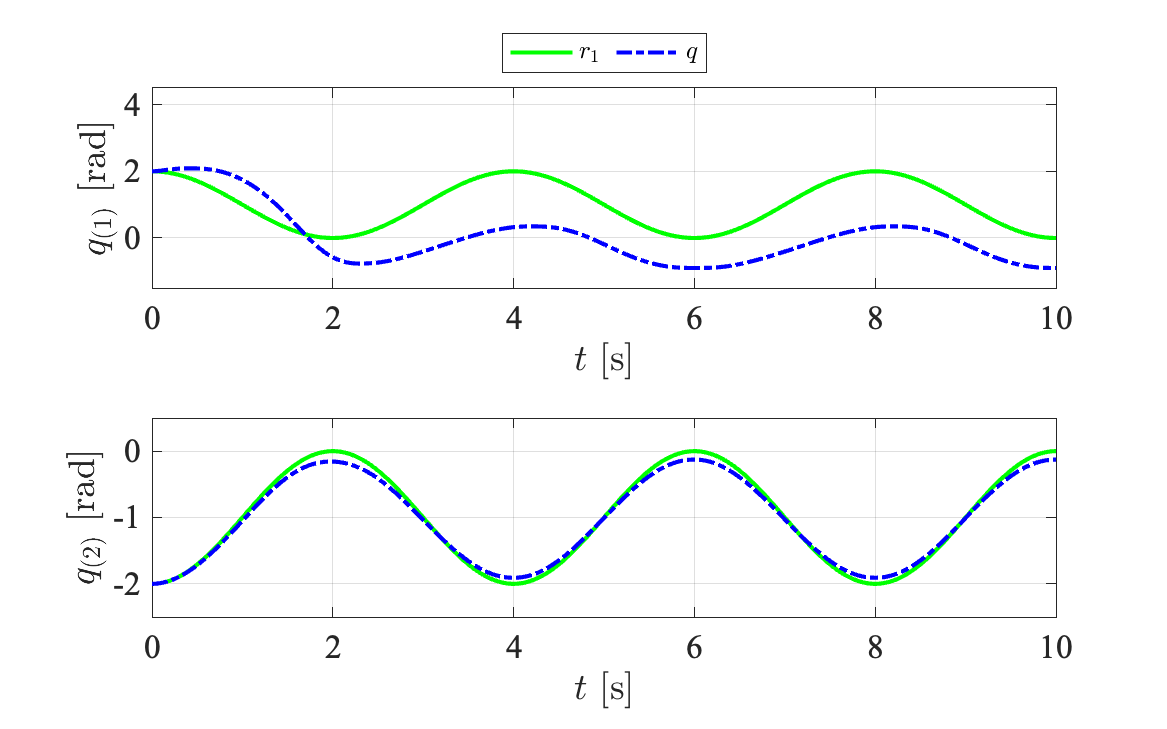 r₁ q
4
2
0
q₍₁₎ [rad]
0 2 4 6 8 10
t [s]
0
-1
-2
q₍₂₎ [rad]
0 2 4 6 8 10
t [s]